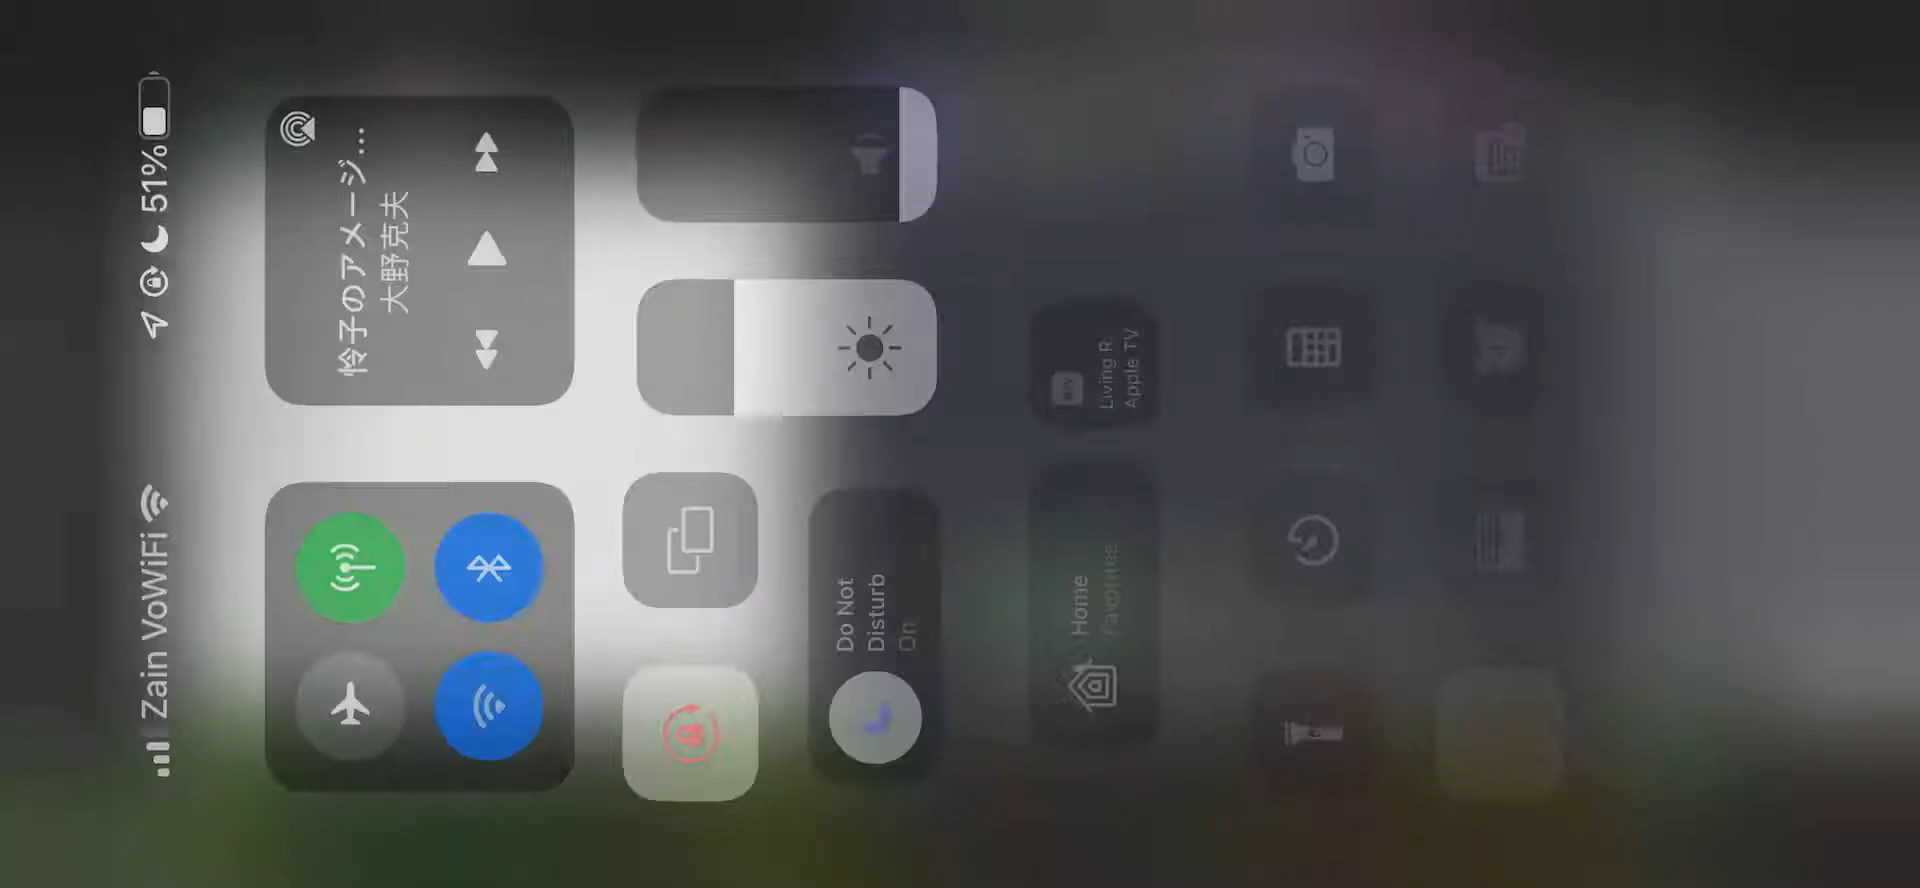 Zain VoWiFi
51%
怜子のアメージ...
大野克夫
Do Not
Disturb
On
Home
Favorites
Living R.
Apple TV